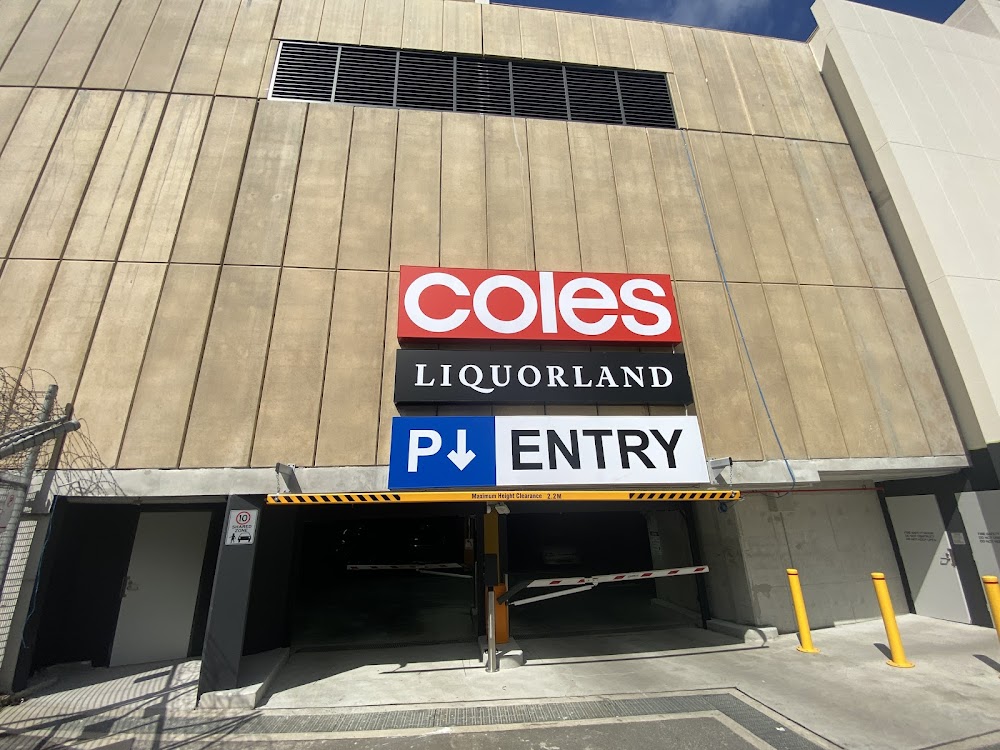 coles
LIQUORLAND
P ↓ ENTRY
Maximum Height Clearance 2.2M
10
SHARED
ZONE